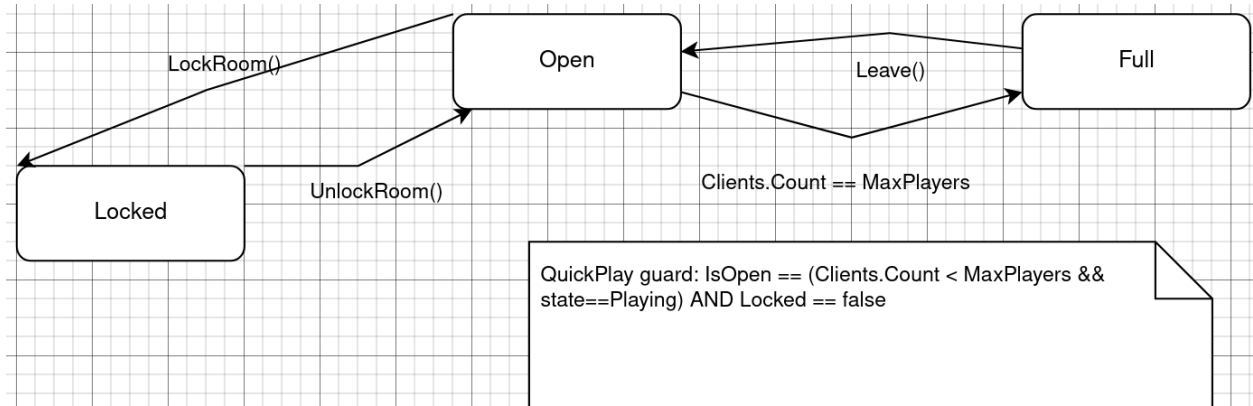 LockRoom()
Open
Full
Leave()
UnlockRoom()
Clients.Count == MaxPlayers
Locked
QuickPlay guard: IsOpen == (Clients.Count < MaxPlayers &&
state==Playing) AND Locked == false